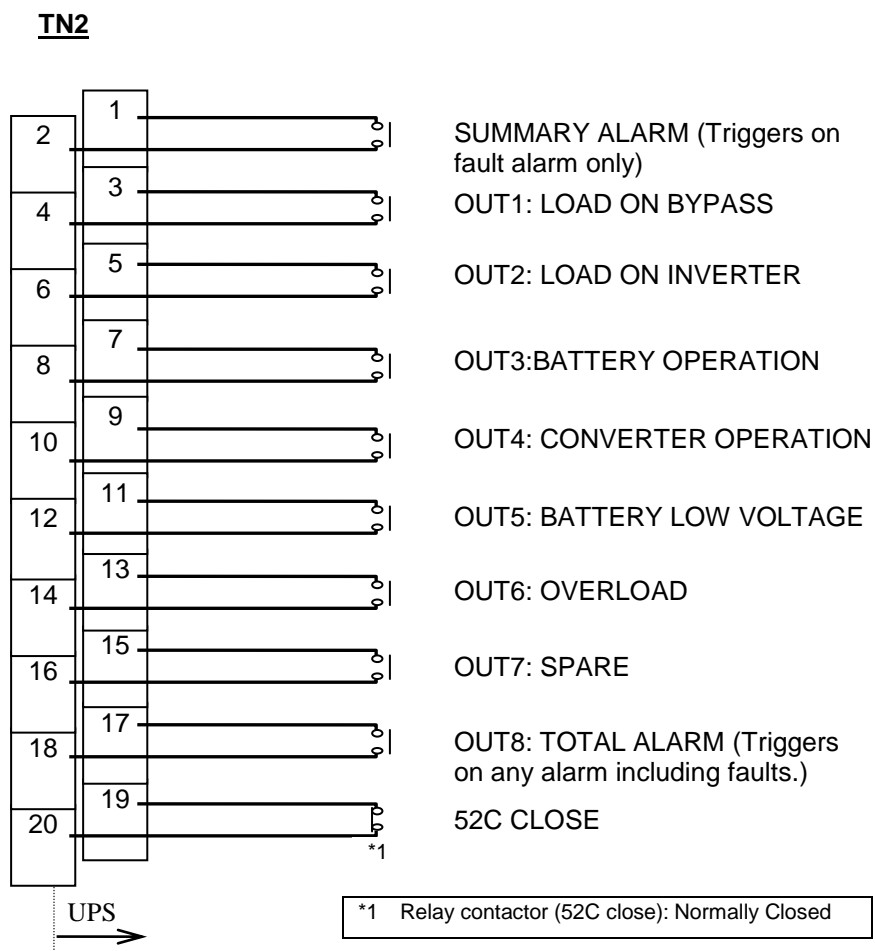 TN2
1
2
SUMMARY ALARM (Triggers on
fault alarm only)
3
4
OUT1: LOAD ON BYPASS
5
6
OUT2: LOAD ON INVERTER
7
8
OUT3:BATTERY OPERATION
9
10
OUT4: CONVERTER OPERATION
11
12
OUT5: BATTERY LOW VOLTAGE
13
14
OUT6: OVERLOAD
15
16
OUT7: SPARE
17
18
OUT8: TOTAL ALARM (Triggers
on any alarm including faults.)
19
20
52C CLOSE
*1
UPS
*1 Relay contactor (52C close): Normally Closed